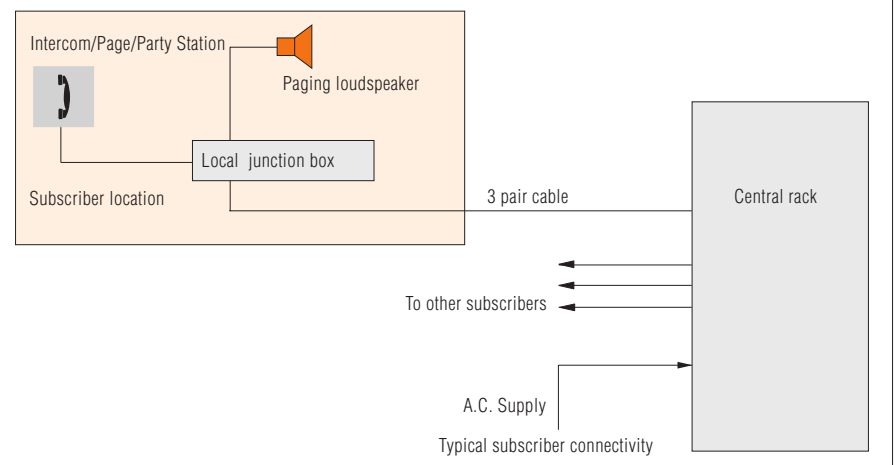 Intercom/Page/Party Station
Paging loudspeaker
Local junction box
Subscriber location
3 pair cable
Central rack
To other subscribers
A.C. Supply
Typical subscriber connectivity